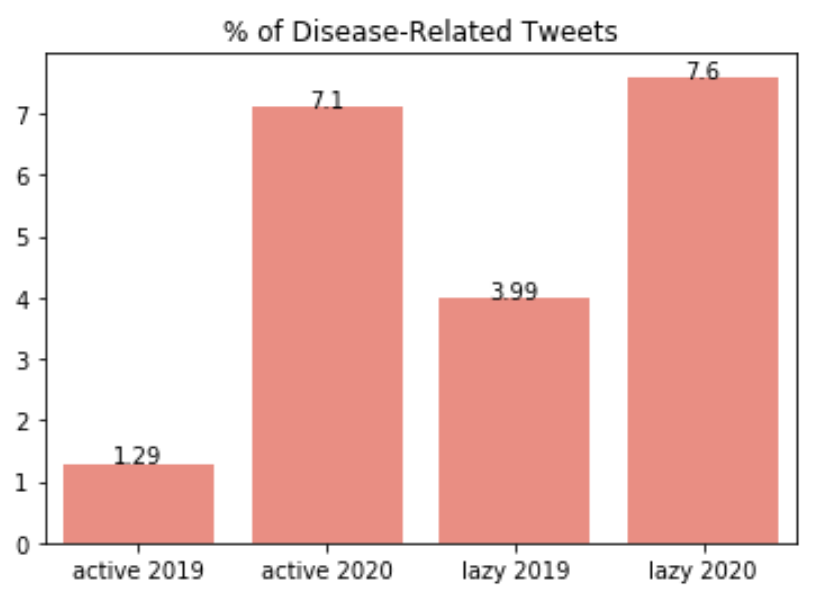 % of Disease-Related Tweets
7
6
5
4
3
2
1
0
1.29
7.1
3.99
7.6
active 2019
active 2020
lazy 2019
lazy 2020